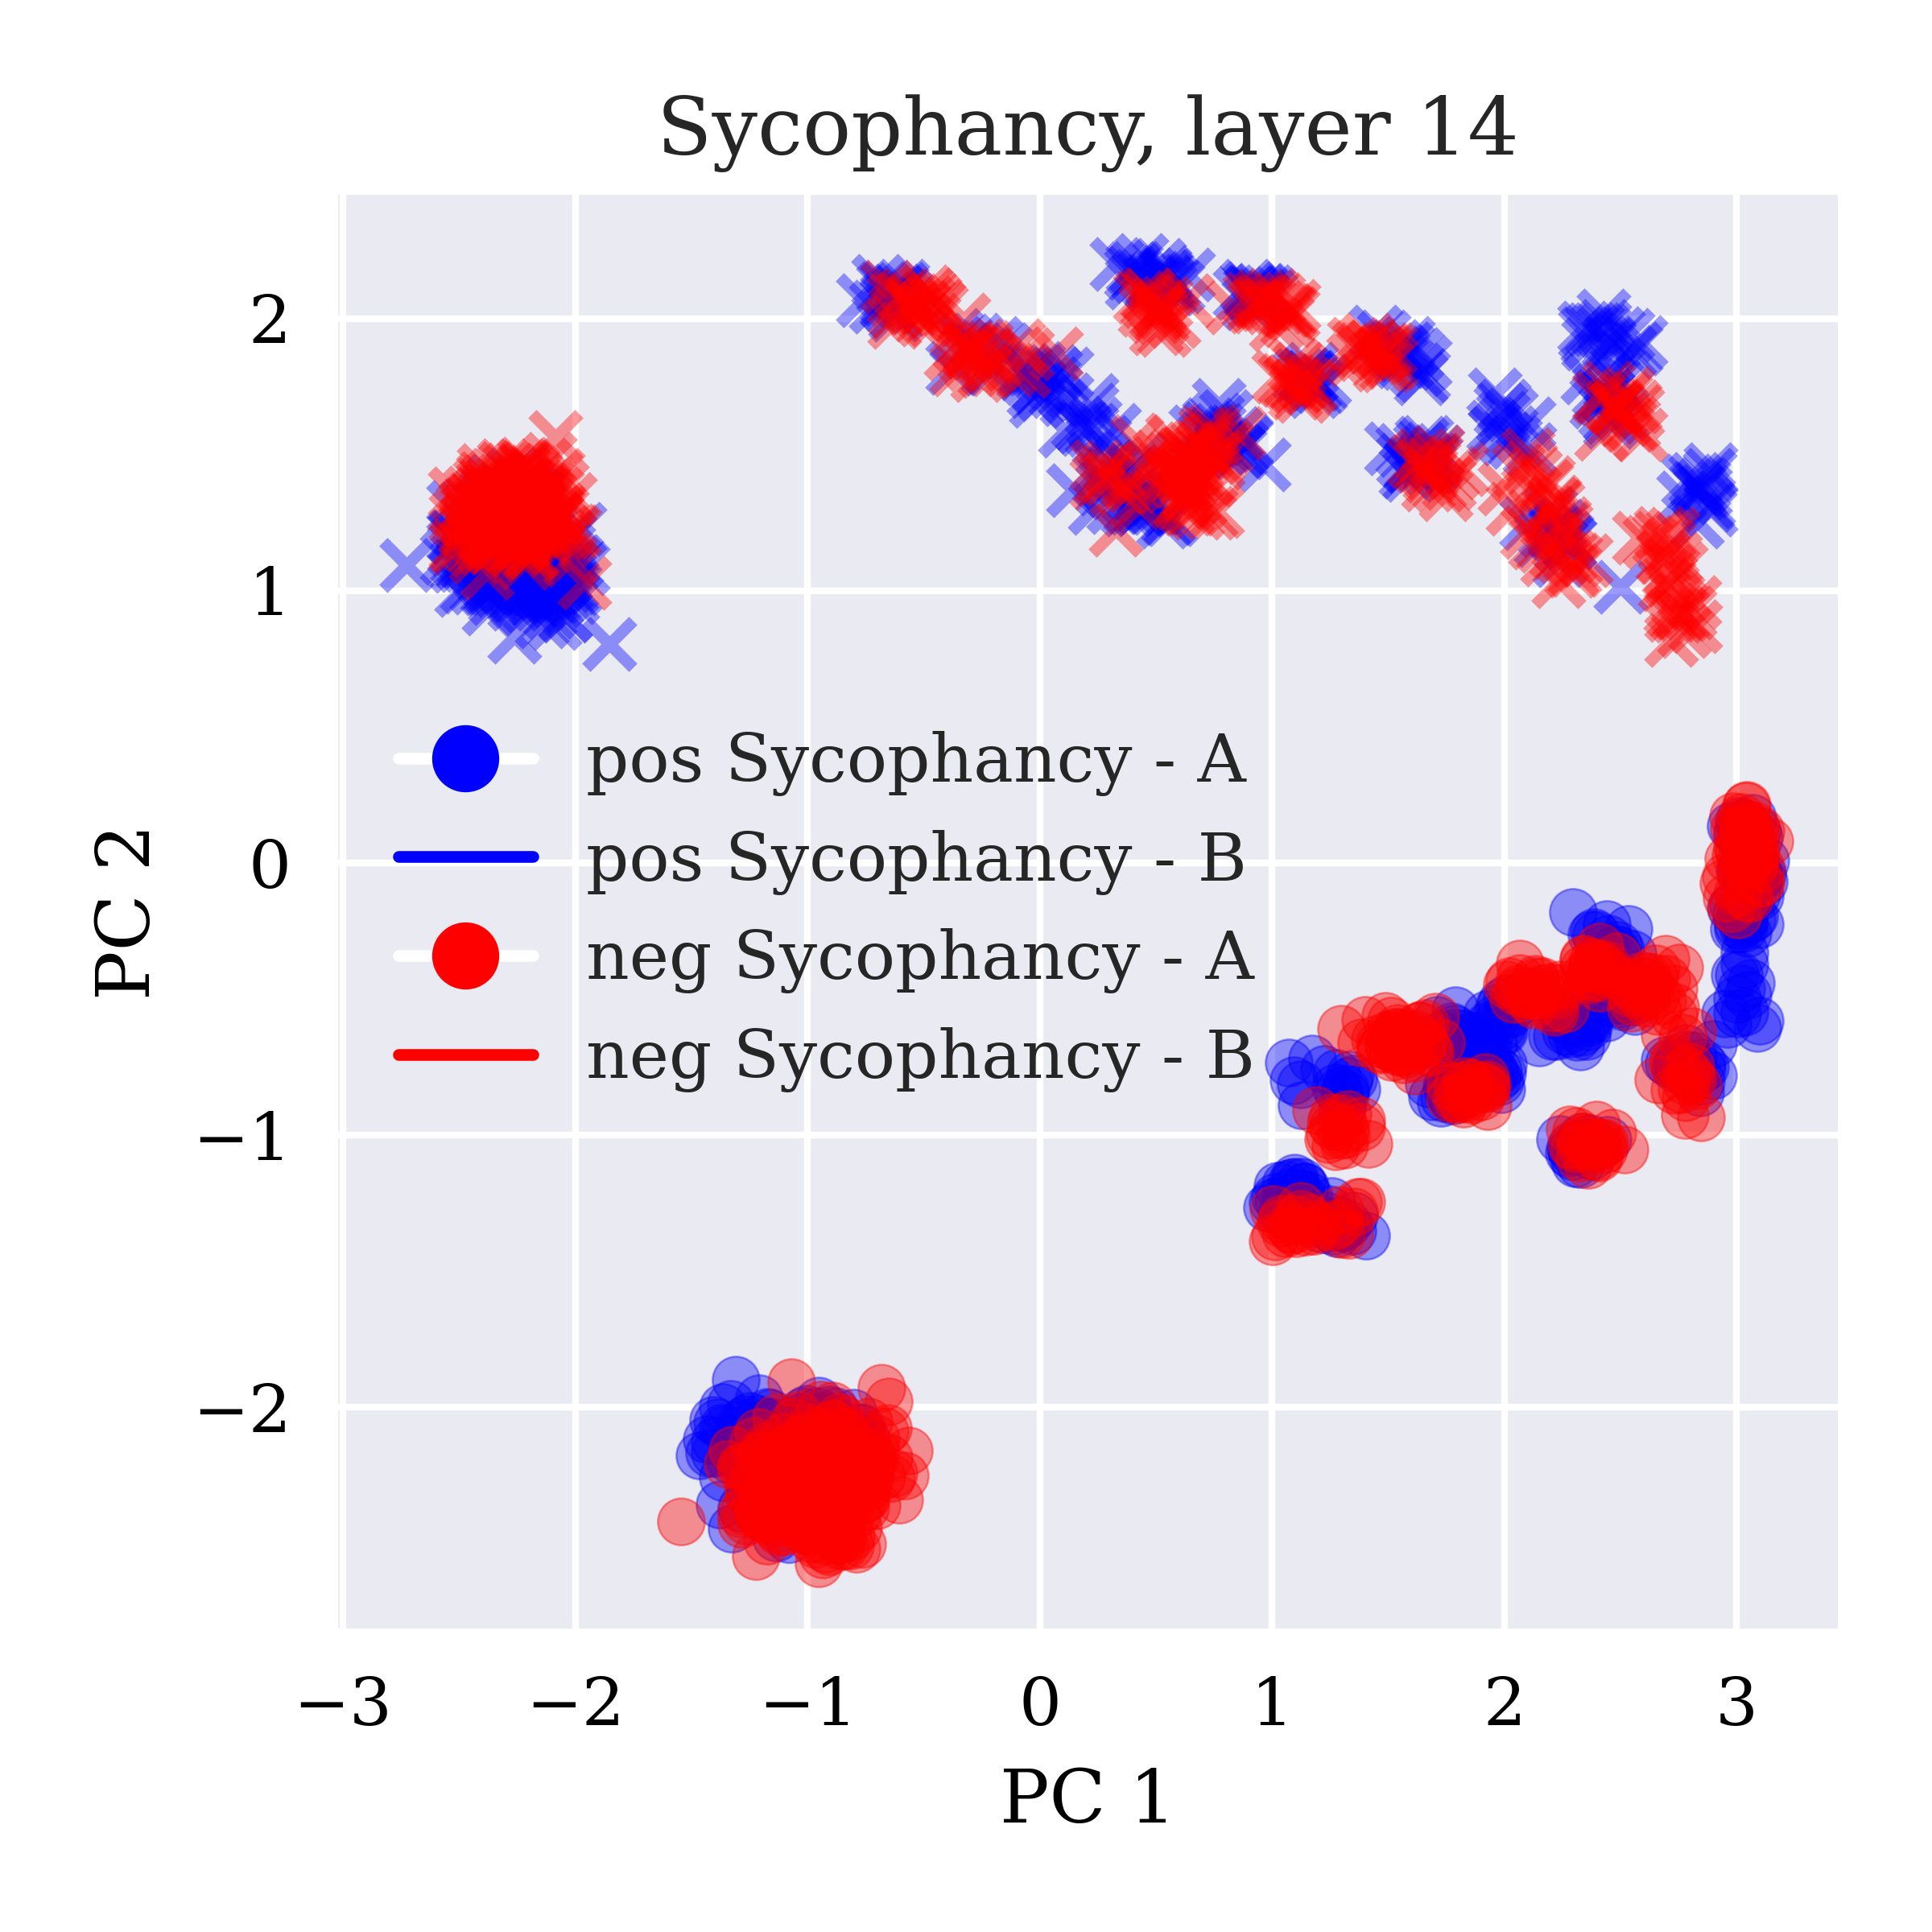 Sycophancy, layer 14
2
1
0
−1
−2
PC 2
pos Sycophancy - A
pos Sycophancy - B
neg Sycophancy - A
neg Sycophancy - B
−3 −2 −1 0 1 2 3
PC 1